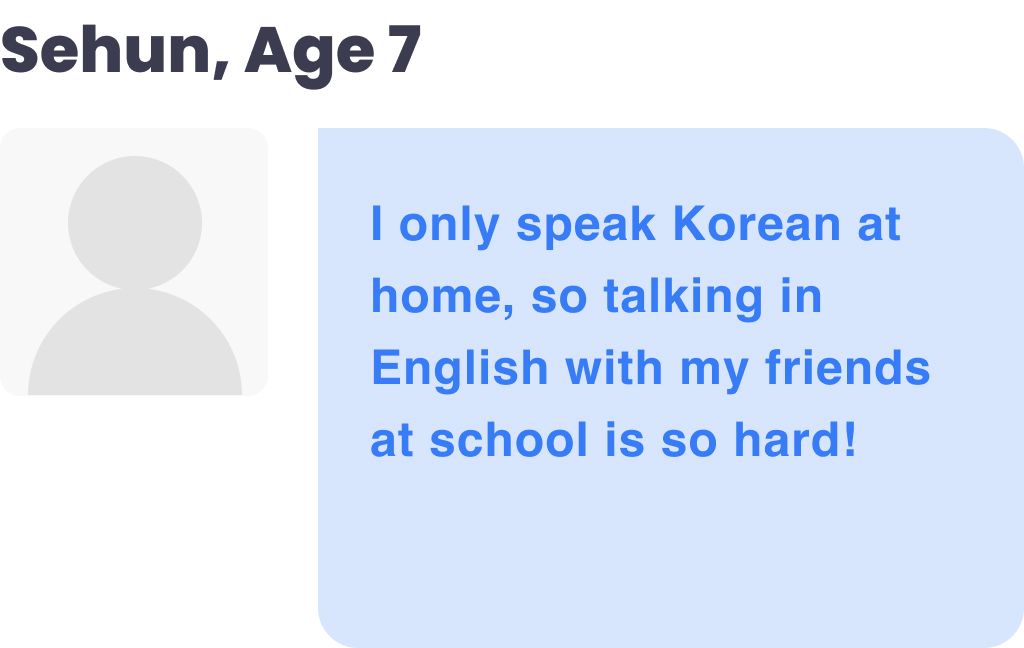 Sehun, Age 7
I only speak Korean at
home, so talking in
English with my friends
at school is so hard!